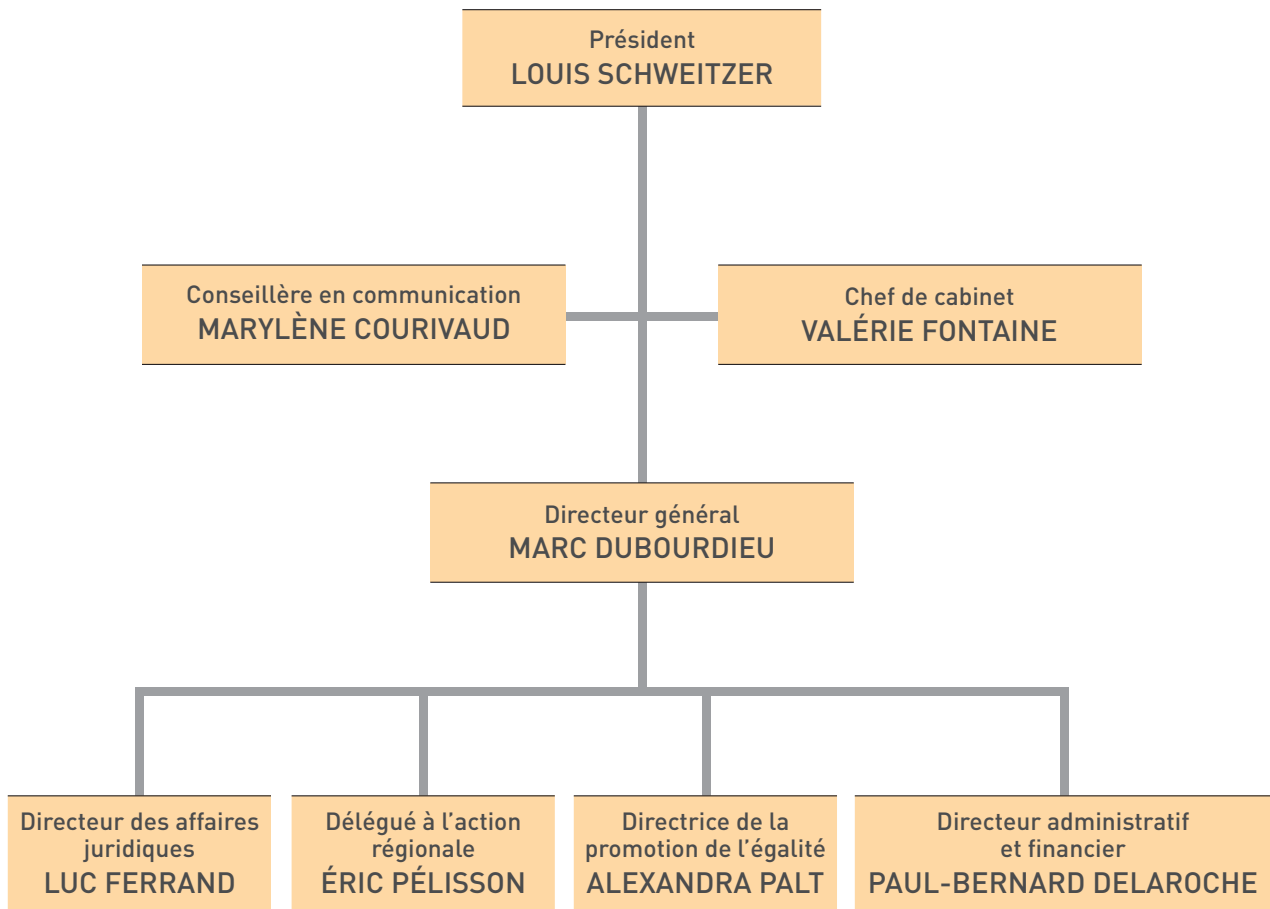 Président
LOUIS SCHWEITZER
Conseillère en communication
MARYLÈNE COURIVAUD
Chef de cabinet
VALÉRIE FONTAINE
Directeur général
MARC DUBOURDIEU
Directeur des affaires
juridiques
LUC FERRAND
Délégué à l'action
régionale
ÉRIC PÉLISSON
Directrice de la
promotion de l'égalité
ALEXANDRA PALT
Directeur administratif
et financier
PAUL-BERNARD DELAROCHE